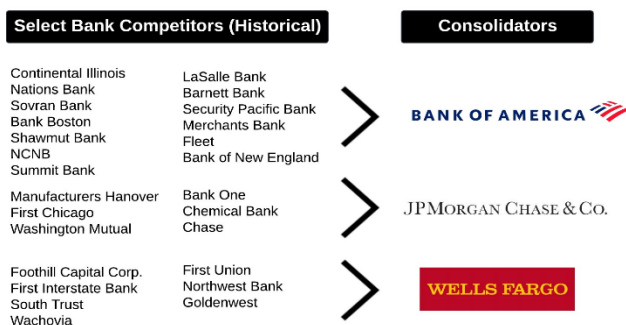 Select Bank Competitors (Historical)
Consolidators
Continental Illinois
Nations Bank
Sovran Bank
Bank Boston
Shawmut Bank
NCNB
Summit Bank
LaSalle Bank
Barnett Bank
Security Pacific Bank
Merchants Bank
Fleet
Bank of New England
BANK OF AMERICA
Manufacturers Hanover
First Chicago
Washington Mutual
Bank One
Chemical Bank
Chase
JPMORGAN CHASE & CO.
Foothill Capital Corp.
First Interstate Bank
South Trust
Wachovia
First Union
Northwest Bank
Goldenwest
WELLS FARGO